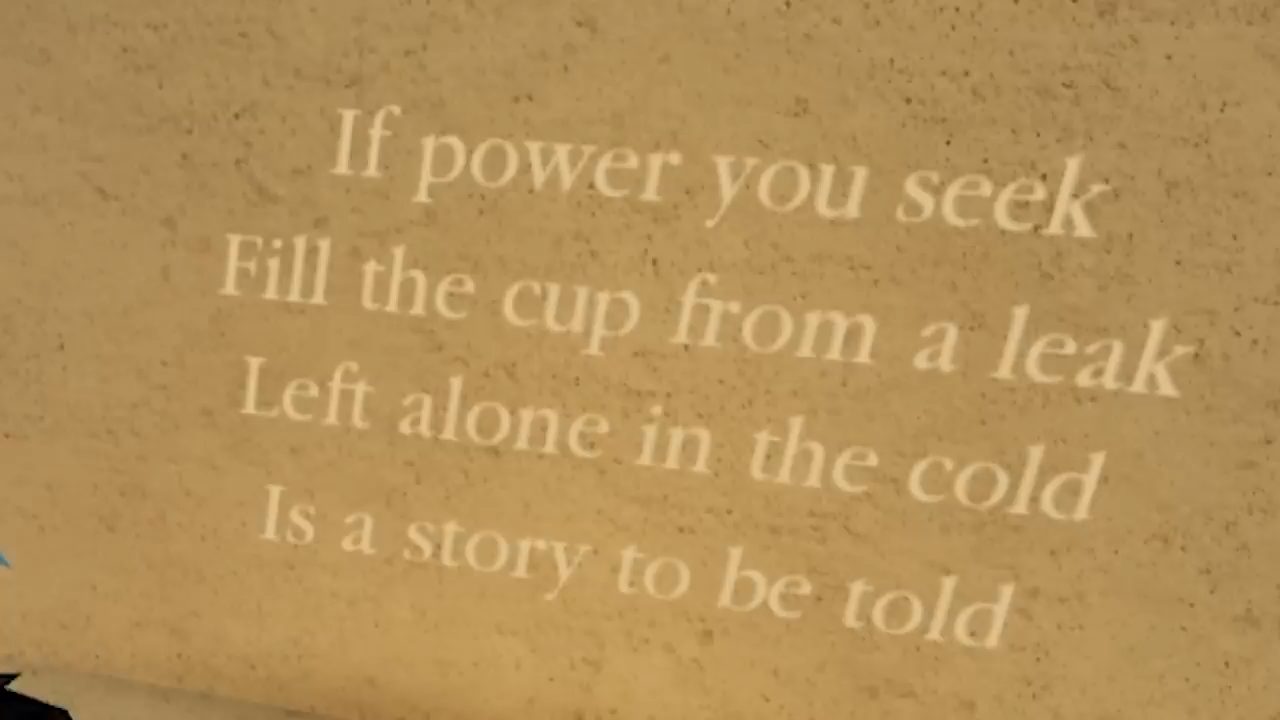 If power you seek
Fill the cup from a leak
Left alone in the cold
Is a story to be told